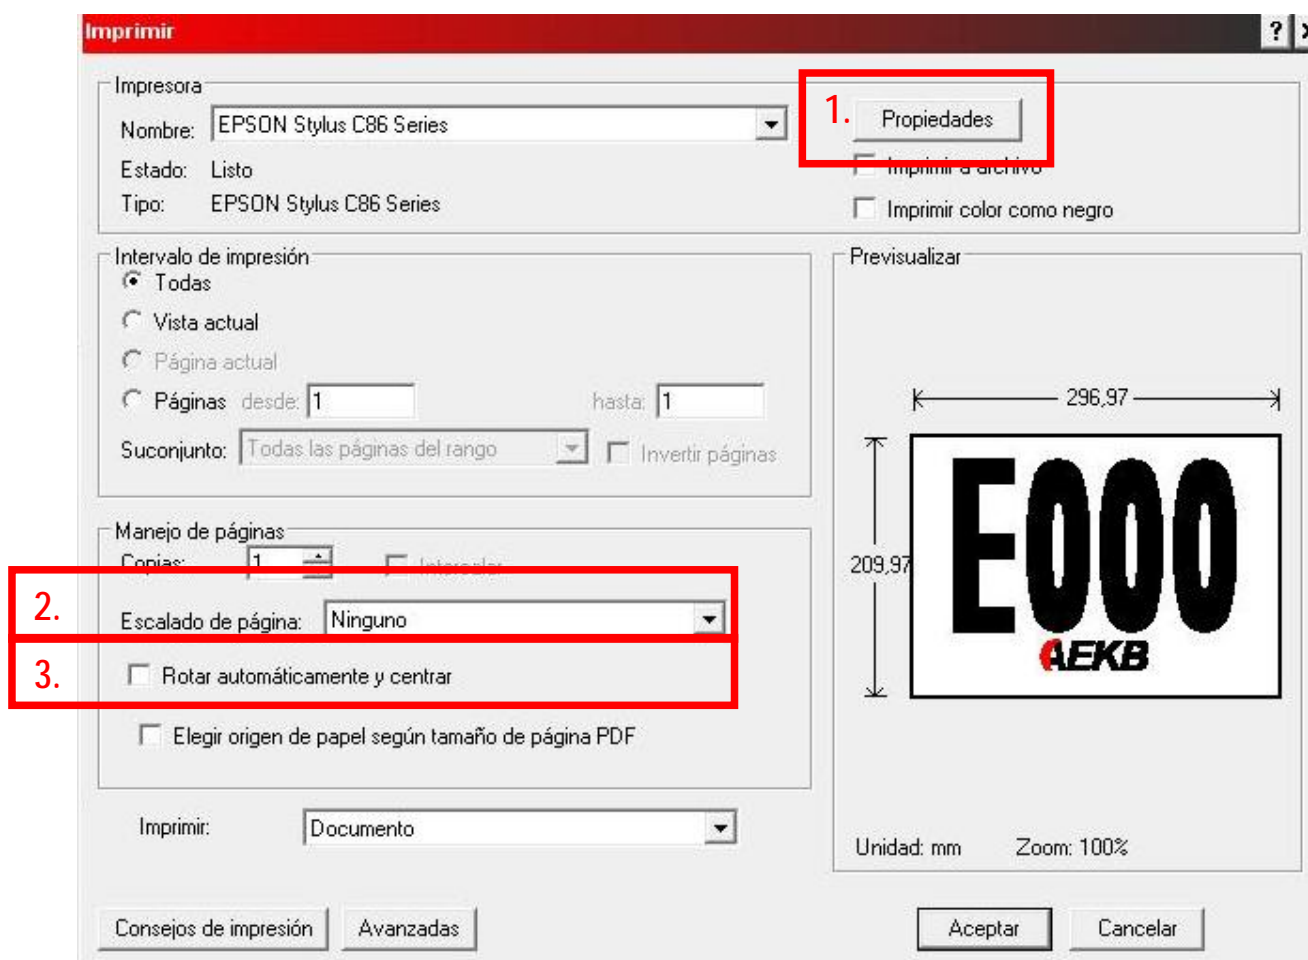 Imprimir
?
Impresora
1.
Propiedades
Nombre:
EPSON Stylus C86 Series
Estado:
Listo
Imprimir a archivo
Tipo:
EPSON Stylus C86 Series
Imprimir color como negro
Intervalo de impresión
Todas
Vista actual
Página actual
Páginas
desde:
1
hasta:
1
Suconjunto:
Todas las páginas del rango
Invertir páginas
Previsualizar
296,97
209,97
E000
AEKB
Manejo de páginas
Copias:
1
Intercalar
2.
Escalado de página:
Ninguno
3.
Rotar automáticamente y centrar
Elegir origen de papel según tamaño de página PDF
Imprimir:
Documento
Unidad: mm
Zoom: 100%
Consejos de impresión
Avanzadas
Aceptar
Cancelar